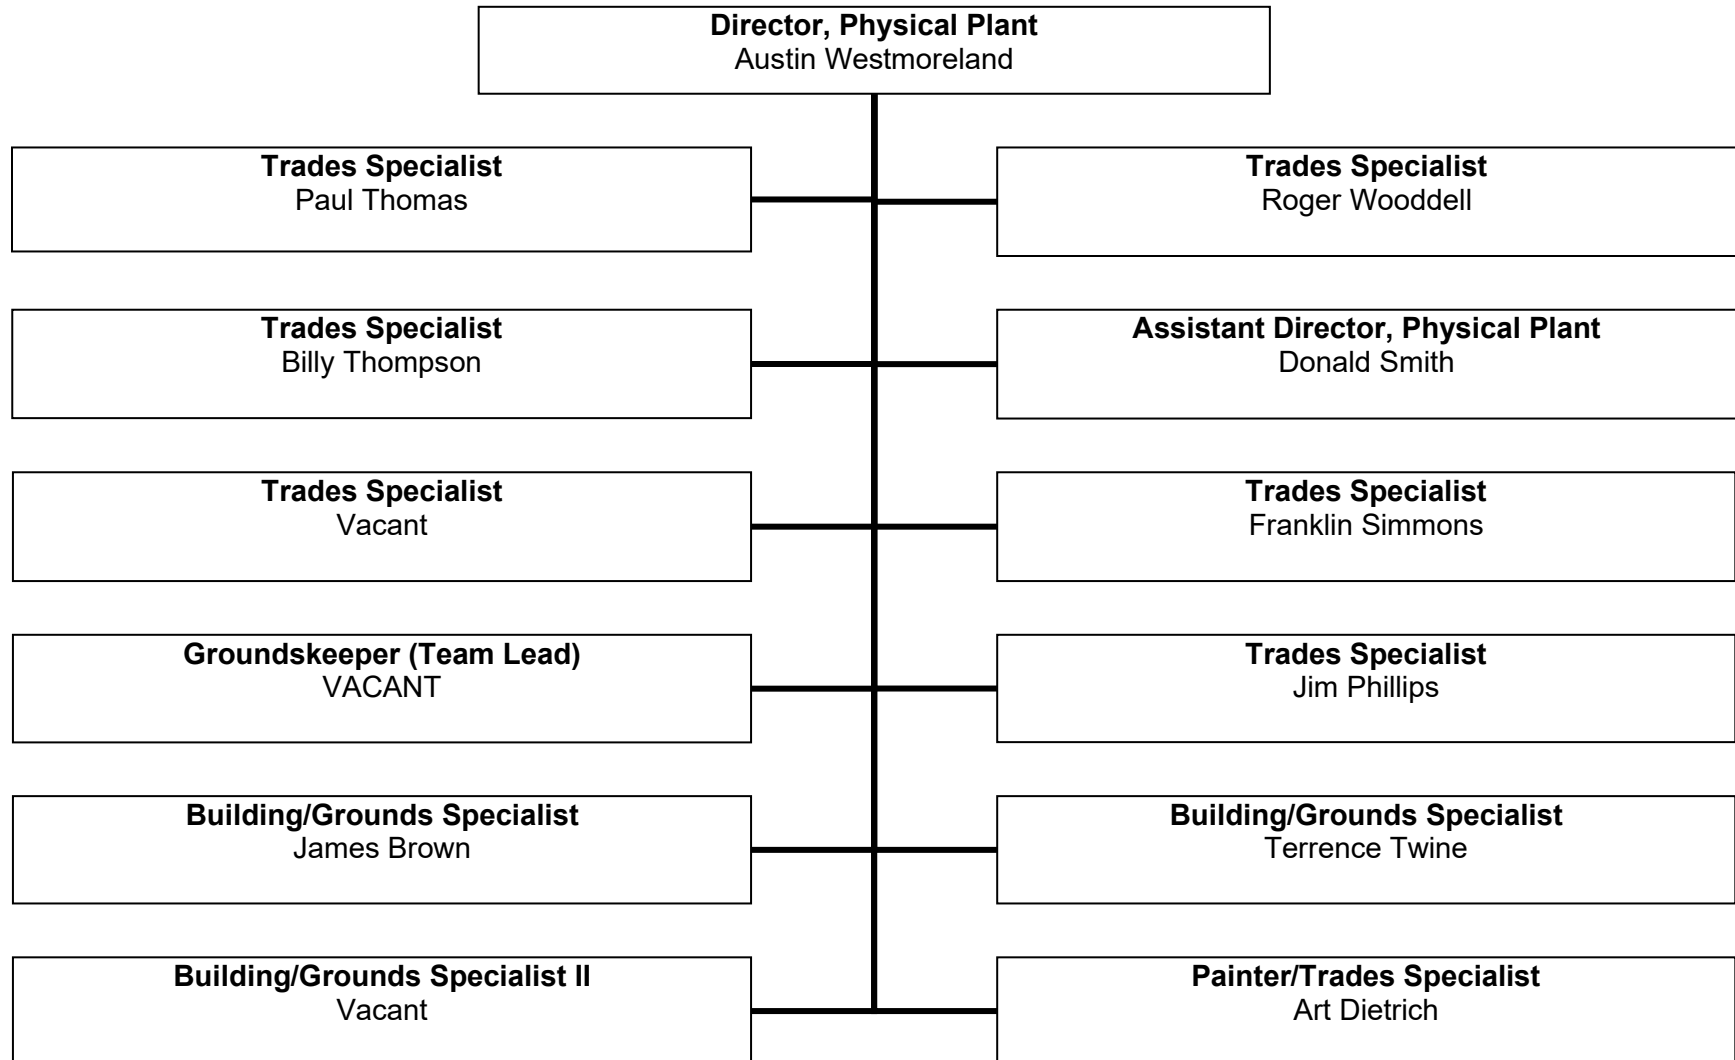 Director, Physical Plant
Austin Westmoreland
Trades Specialist
Paul Thomas
Trades Specialist
Roger Wooddell
Trades Specialist
Billy Thompson
Assistant Director, Physical Plant
Donald Smith
Trades Specialist
Vacant
Trades Specialist
Franklin Simmons
Groundskeeper (Team Lead)
VACANT
Trades Specialist
Jim Phillips
Building/Grounds Specialist
James Brown
Building/Grounds Specialist
Terrence Twine
Building/Grounds Specialist II
Vacant
Painter/Trades Specialist
Art Dietrich